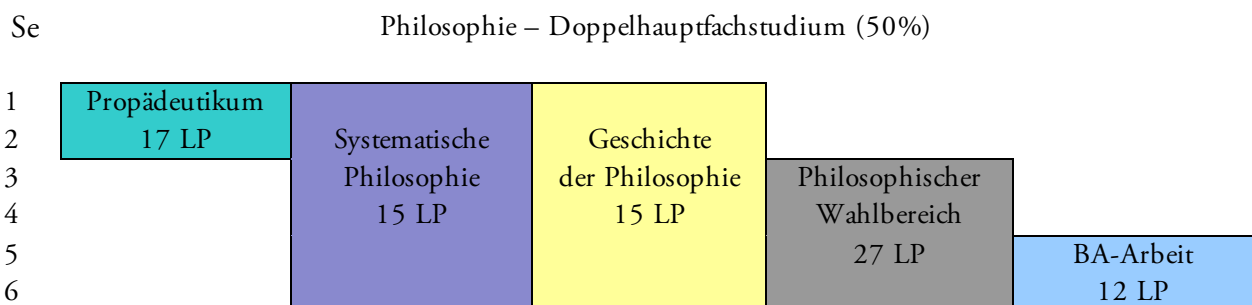 Se Philosophie – Doppelhauptfachstudium (50%)
1 Propädeutikum
2 17 LP Systematische Geschichte
3 Philosophie der Philosophie Philosophischer
4 15 LP 15 LP Wahlbereich
5 27 LP BA-Arbeit
6 12 LP